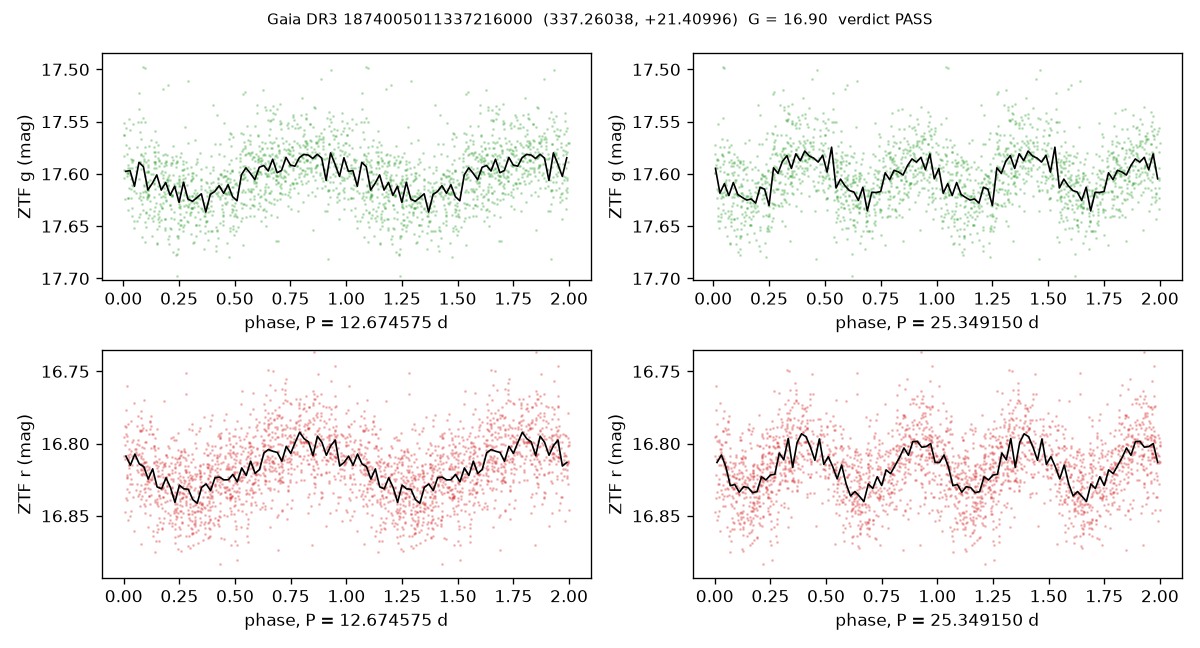 Gaia DR3 1874005011337216000 (337.26038, +21.40996) G = 16.90 verdict PASS
17.50
17.55
17.60
17.65
17.70
ZTF g (mag)
0.00 0.25 0.50 0.75 1.00 1.25 1.50 1.75 2.00
phase, P = 12.674575 d
17.50
17.55
17.60
17.65
17.70
ZTF g (mag)
0.00 0.25 0.50 0.75 1.00 1.25 1.50 1.75 2.00
phase, P = 25.349150 d
16.75
16.80
16.85
ZTF r (mag)
0.00 0.25 0.50 0.75 1.00 1.25 1.50 1.75 2.00
phase, P = 12.674575 d
16.75
16.80
16.85
ZTF r (mag)
0.00 0.25 0.50 0.75 1.00 1.25 1.50 1.75 2.00
phase, P = 25.349150 d